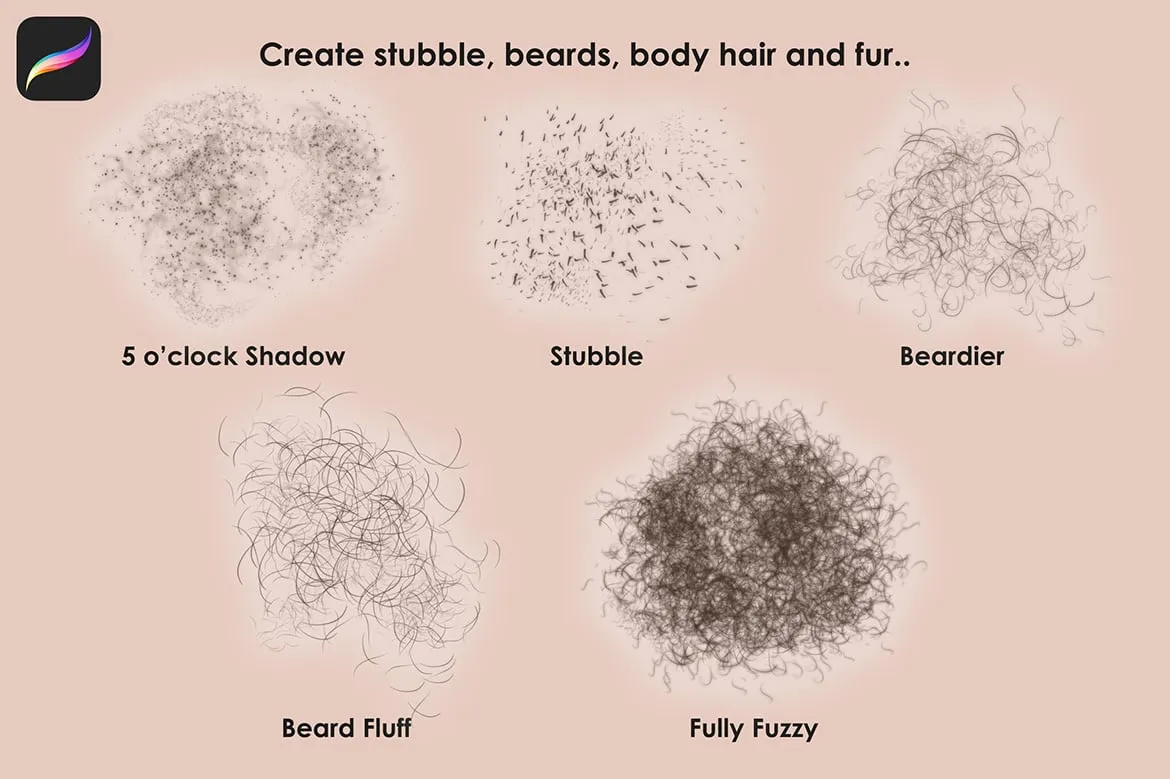 Create stubble, beards, body hair and fur..
5 o’clock Shadow
Stubble
Beardier
Beard Fluff
Fully Fuzzy